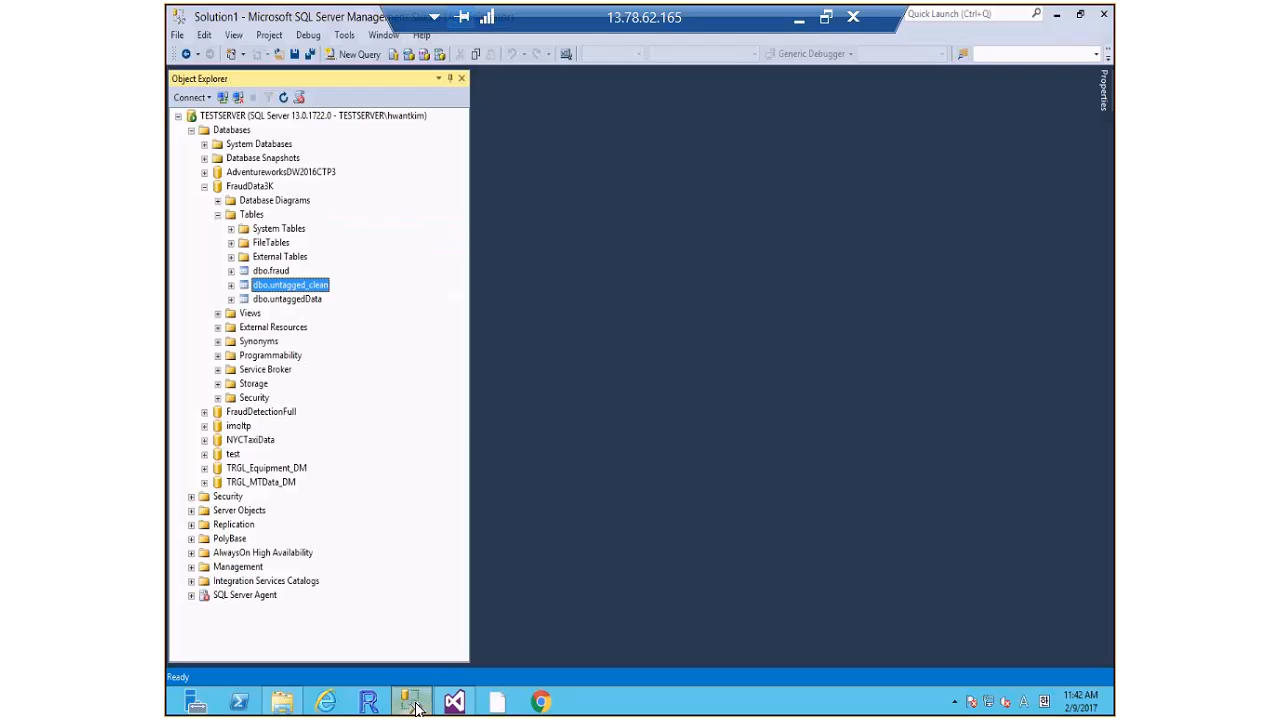 Solution1 - Microsoft SQL Server Management
13.78.62.165
Quick Launch (Ctrl+Q)
File Edit View Project Debug Tools Window Help
New Query
Generic Debugger
Object Explorer
Properties
Connect
TESTSERVER (SQL Server 13.0.1722.0 - TESTSERVER\hwantkim)
Databases
System Databases
Database Snapshots
AdventureworksDW2016CTP3
FraudData3K
Database Diagrams
Tables
System Tables
FileTables
External Tables
dbo.fraud
dbo.untagged_clean
dbo.untaggedData
Views
External Resources
Synonyms
Programmability
Service Broker
Storage
Security
FraudDetectionFull
imoltp
NYCTaxiData
test
TRGL_Equipment_DM
TRGL_MTData_DM
Security
Server Objects
Replication
PolyBase
AlwaysOn High Availability
Management
Integration Services Catalogs
SQL Server Agent
Ready
A 한
11:42 AM
2/9/2017